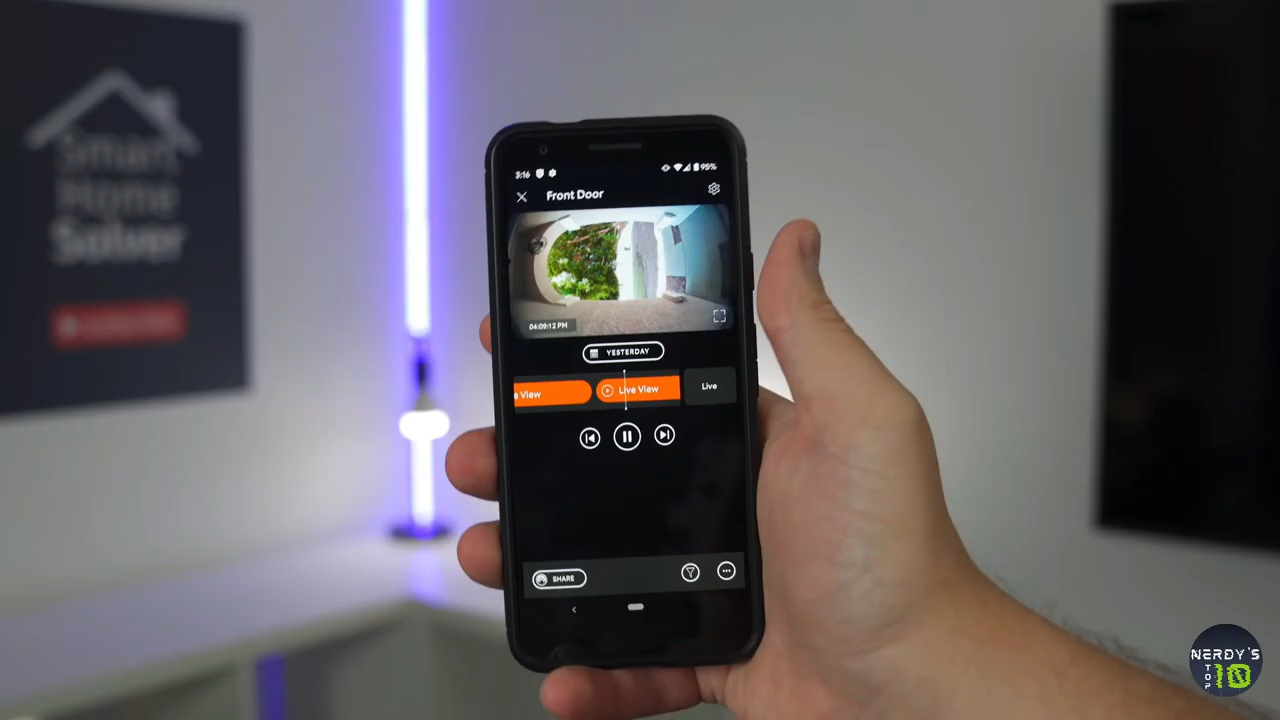 Smart
Home
Solver
3:16
95%
Front Door
04:09:12 PM
YESTERDAY
e View
Live View
Live
SHARE
NERDY'S
TOP
10